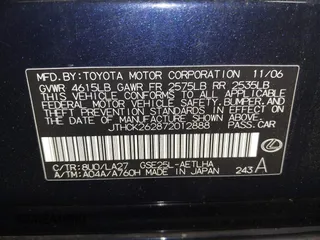 MFD.BY:TOYOTA MOTOR CORPORATION 11/06
GVWR 4615LB GAWR FR 2575LB RR 2535LB
THIS VEHICLE CONFORMS TO ALL APPLICABLE
FEDERAL MOTOR VEHICLE SAFETY, BUMPER, AND
THEFT PREVENTION STANDARDS IN EFFECT ON
THE DATE OF MANUFACTURE SHOWN ABOVE.
JTHCK262872012888 PASS. CAR
C/TR:8U0/LA27 GSE25L-AETLHA
A/TM:A04A/A760H MADE IN JAPAN 243 A